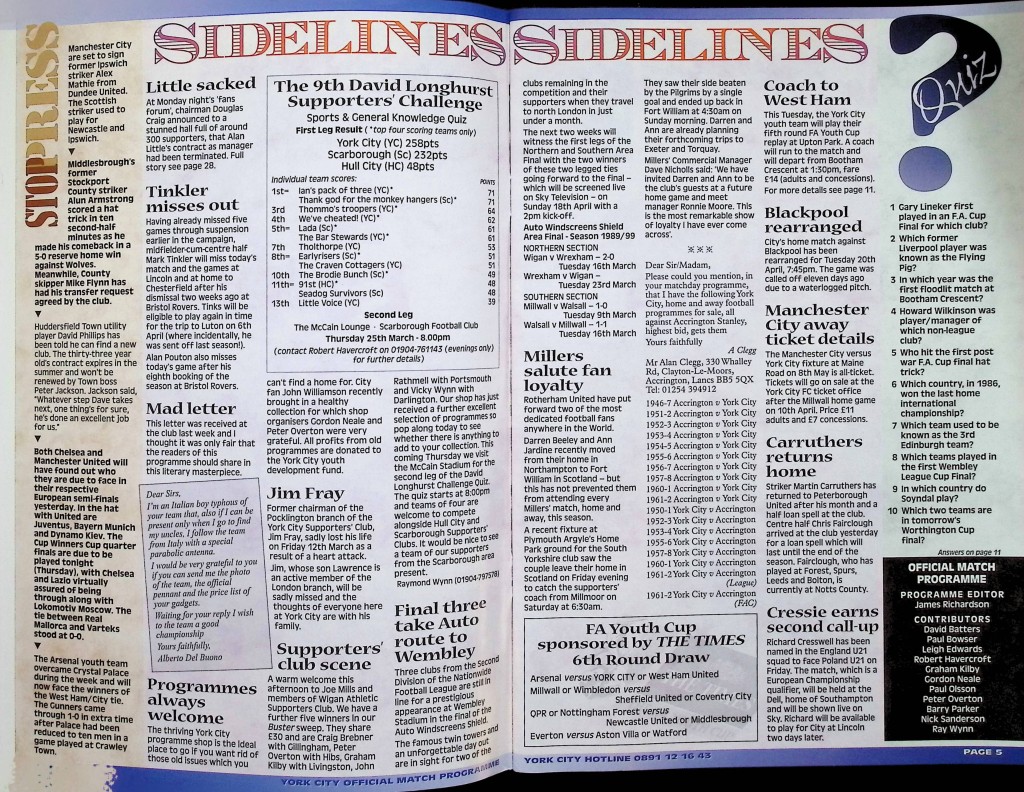 STOPPRESS
Manchester City
are set to sign
former Ipswich
striker Alex
Mathie from
Dundee United.
The Scottish
striker used to
play for
Newcastle and
Ipswich.
▼
Middlesbrough's
former
Stockport
County striker
Alun Armstrong
scored a hat
trick in ten
second-half
minutes as he
made his comeback in a
5-0 reserve home win
against Wolves.
Meanwhile, County
skipper Mike Flynn has
had his transfer request
agreed by the club.
▼
Huddersfield Town utility
player David Phillips has
been told he can find a new
club. The thirty-three year
old's contract expires in the
summer and won't be
renewed by Town boss
Peter Jackson. Jackson said,
"Whatever step Dave takes
next, one thing's for sure,
he's done an excellent job
for us."
▼
Both Chelsea and
Manchester United will
have found out who
they are due to face in
their respective
European semi-finals
yesterday. In the hat
with United are
Juventus, Bayern Munich
and Dynamo Kiev. The
Cup Winners Cup quarter
finals are due to be
played tonight
(Thursday), with Chelsea
and Lazio virtually
assured of being
through along with
Lokomotiv Moscow. The
tie between Real
Mallorca and Varteks
stood at 0-0.
▼
The Arsenal youth team
overcame Crystal Palace
during the week and will
now face the winners of
the West Ham/City tie.
The Gunners came
through 1-0 in extra time
after Palace had been
reduced to ten men in a
game played at Crawley
Town.
SIDELINES
Little sacked
At Monday night's 'fans
forum', chairman Douglas
Craig announced to a
stunned hall full of around
300 supporters, that Alan
Little's contract as manager
had been terminated. Full
story see page 28.
Tinkler
misses out
Having already missed five
games through suspension
earlier in the campaign,
midfielder-cum-centre half
Mark Tinkler will miss today's
match and the games at
Lincoln and at home to
Chesterfield after his
dismissal two weeks ago at
Bristol Rovers. Tinks will be
eligible to play again in time
for the trip to Luton on 6th
April (where incidentally, he
was sent off last season!).
Alan Pouton also misses
today's game after his
eighth booking of the
season at Bristol Rovers.
Mad letter
This letter was received at
the club last week and I
thought it was only fair that
the readers of this
programme should share in
this literary masterpiece.
Dear Sirs,
I'm an Italian boy typhous of
your team that, also if I can be
present only when I go to find
my uncles, I follow the team
from Italy with a special
parabolic antenna.
I would be very grateful to you
if you can send me the photo
of the team, the official
pennant and the price list of
your gadgets.
Waiting for your reply I wish
to the team a good
championship
Yours faithfully,
Alberto Del Buono
Programmes
always
welcome
The thriving York City
programme shop is the ideal
place to go if you want rid of
those old issues which you
The 9th David Longhurst
Supporters' Challenge
Sports & General Knowledge Quiz
First Leg Result (*top four scoring teams only)
York City (YC) 258pts
Scarborough (Sc) 232pts
Hull City (HC) 48pts
Individual team scores: POINTS
1st= Ian's pack of three (YC)* 71
Thank god for the monkey hangers (Sc)* 71
3rd Thommo's troopers (YC)* 64
4th We've cheated! (YC)* 62
5th= Lada (Sc)* 61
The Bar Stewards (YC)* 61
7th Tholthorpe (YC) 53
8th= Earlyrisers (Sc)* 51
The Craven Cottagers (YC) 51
10th The Brodie Bunch (Sc)* 49
11th= 91st (HC)* 48
Seadog Survivors (Sc) 48
13th Little Voice (YC) 39
Second Leg
The McCain Lounge · Scarborough Football Club
Thursday 25th March · 8.00pm
(contact Robert Havercroft on 01904-761143 (evenings only)
for further details)
can't find a home for. City
fan John Williamson recently
brought in a healthy
collection for which shop
organisers Gordon Neale and
Peter Overton were very
grateful. All profits from old
programmes are donated to
the York City youth
development fund.
Jim Fray
Former chairman of the
Pocklington branch of the
York City Supporters' Club,
Jim Fray, sadly lost his life
on Friday 12th March as a
result of a heart attack.
Jim, whose son Lawrence is
an active member of the
London branch, will be
sadly missed and the
thoughts of everyone here
at York City are with his
family.
Supporters'
club scene
A warm welcome this
afternoon to Joe Mills and
members of Wigan Athletic
Supporters Club. We have a
further five winners in our
Buster sweep. They share
£30 and are Craig Brebner
with Gillingham, Peter
Overton with Hibs, Graham
Kilby with Livingston, John
Rathmell with Portsmouth
and Vicky Wynn with
Darlington. Our shop has just
received a further excellent
selection of programmes so
pop along today to see
whether there is anything to
add to your collection. This
coming Thursday we visit
the McCain Stadium for the
second leg of the David
Longhurst Challenge Quiz.
The quiz starts at 8:00pm
and teams of four are
welcome to compete
alongside Hull City and
Scarborough Supporters'
Clubs. It would be nice to see
a team of our supporters
from the Scarborough area
present.
Raymond Wynn (01904-797578)
Final three
take Auto
route to
Wembley
Three clubs from the Second
Division of the Nationwide
Football League are still in
line for a prestigious
appearance at Wembley
Stadium in the final of the
Auto Windscreens Shield.
The famous twin towers and
an unforgettable day out
are in sight for two of the
YORK CITY OFFICIAL MATCH PROGRAMME
SIDELINES
clubs remaining in the
competition and their
supporters when they travel
to north London in just
under a month.
The next two weeks will
witness the first legs of the
Northern and Southern Area
Final with the two winners
of these two legged ties
going forward to the final –
which will be screened live
on Sky Television – on
Sunday 18th April with a
2pm kick-off.
Auto Windscreens Shield
Area Final - Season 1989/99
NORTHERN SECTION
Wigan v Wrexham – 2-0
Tuesday 16th March
Wrexham v Wigan –
Tuesday 23rd March
SOUTHERN SECTION
Millwall v Walsall – 1-0
Tuesday 9th March
Walsall v Millwall – 1-1
Tuesday 16th March
Millers
salute fan
loyalty
Rotherham United have
put forward two of the most
dedicated football fans
anywhere in the World.
Darren Beeley and Ann
Jardine recently moved
from their home in
Northampton to Fort
William in Scotland – but
this has not prevented them
from attending every
Millers' match, home and
away, this season.
A recent fixture at
Plymouth Argyle's Home
Park ground for the South
Yorkshire club saw the
couple leave their home in
Scotland on Friday evening
to catch the supporters'
coach from Millmoor on
Saturday at 6:30am.
They saw their side beaten
by the Pilgrims by a single
goal and ended up back in
Fort William at 4:30am on
Sunday morning. Darren and
Ann are already planning
their forthcoming trips to
Exeter and Torquay.
Millers' Commercial Manager
Dave Nicholls said: 'We have
invited Darren and Ann to be
the club's guests at a future
home game and meet
manager Ronnie Moore. This
is the most remarkable show
of loyalty I have ever come
across'.
※※※
Dear Sir/Madam,
Please could you mention, in
your matchday programme,
that I have the following York
City, home and away football
programmes for sale, all
against Accrington Stanley,
highest bid, gets them
Yours faithfully
A Clegg
Mr Alan Clegg, 330 Whalley
Rd, Clayton-Le-Moors,
Accrington, Lancs BB5 5QX
Tel: 01254 394912
1946-7 Accrington v York City
1951-2 Accrington v York City
1952-3 Accrington v York City
1953-4 Accrington v York City
1954-5 Accrington v York City
1955-6 Accrington v York City
1956-7 Accrington v York City
1957-8 Accrington v York City
1960-1 Accrington v York City
1961-2 Accrington v York City
1950-1 York City v Accrington
1952-3 York City v Accrington
1953-4 York City v Accrington
1955-6 York City v Accrington
1957-8 York City v Accrington
1960-1 York City v Accrington
1961-2 York City v Accrington
(League)
1961-2 York City v Accrington
(FAC)
FA Youth Cup
sponsored by THE TIMES
6th Round Draw
Arsenal versus YORK CITY or West Ham United
Millwall or Wimbledon versus
Sheffield United or Coventry City
QPR or Nottingham Forest versus
Newcastle United or Middlesbrough
Everton versus Aston Villa or Watford
Coach to
West Ham
This Tuesday, the York City
youth team will play their
fifth round FA Youth Cup
replay at Upton Park. A coach
will run to the match and
will depart from Bootham
Crescent at 1:30pm, fare
£14 (adults and concessions).
For more details see page 11.
Blackpool
rearranged
City's home match against
Blackpool has been
rearranged for Tuesday 20th
April, 7:45pm. The game was
called off eleven days ago
due to a waterlogged pitch.
Manchester
City away
ticket details
The Manchester City versus
York City fixture at Maine
Road on 8th May is all-ticket.
Tickets will go on sale at the
York City FC ticket office
after the Millwall home game
on 10th April. Price £11
adults and £7 concessions.
Carruthers
returns
home
Striker Martin Carruthers has
returned to Peterborough
United after his month and a
half loan spell at the club.
Centre half Chris Fairclough
arrived at the club yesterday
for a loan spell which will
last until the end of the
season. Fairclough, who has
played at Forest, Spurs,
Leeds and Bolton, is
currently at Notts County.
Cressie earns
second call-up
Richard Cresswell has been
named in the England U21
squad to face Poland U21 on
Friday. The match, which is a
European Championship
qualifier, will be held at the
Dell, home of Southampton
and will be shown live on
Sky. Richard will be available
to play for City at Lincoln
two days later.
Quiz
1 Gary Lineker first
played in an F.A. Cup
Final for which club?
2 Which former
Liverpool player was
known as the Flying
Pig?
3 In which year was the
first floodlit match at
Bootham Crescent?
4 Howard Wilkinson was
player/manager of
which non-league
club?
5 Who hit the first post
war F.A. Cup final hat
trick?
6 Which country, in 1986,
won the last home
international
championship?
7 Which team used to be
known as the 3rd
Edinburgh team?
8 Which teams played in
the first Wembley
League Cup Final?
9 In which country do
Soyndal play?
10 Which two teams are
in tomorrow's
Worthington Cup
final?
Answers on page 11
OFFICIAL MATCH
PROGRAMME
PROGRAMME EDITOR
James Richardson
CONTRIBUTORS
David Batters
Paul Bowser
Leigh Edwards
Robert Havercroft
Graham Kilby
Gordon Neale
Paul Olsson
Peter Overton
Barry Parker
Nick Sanderson
Ray Wynn
YORK CITY HOTLINE 0891 12 16 43
PAGE 5